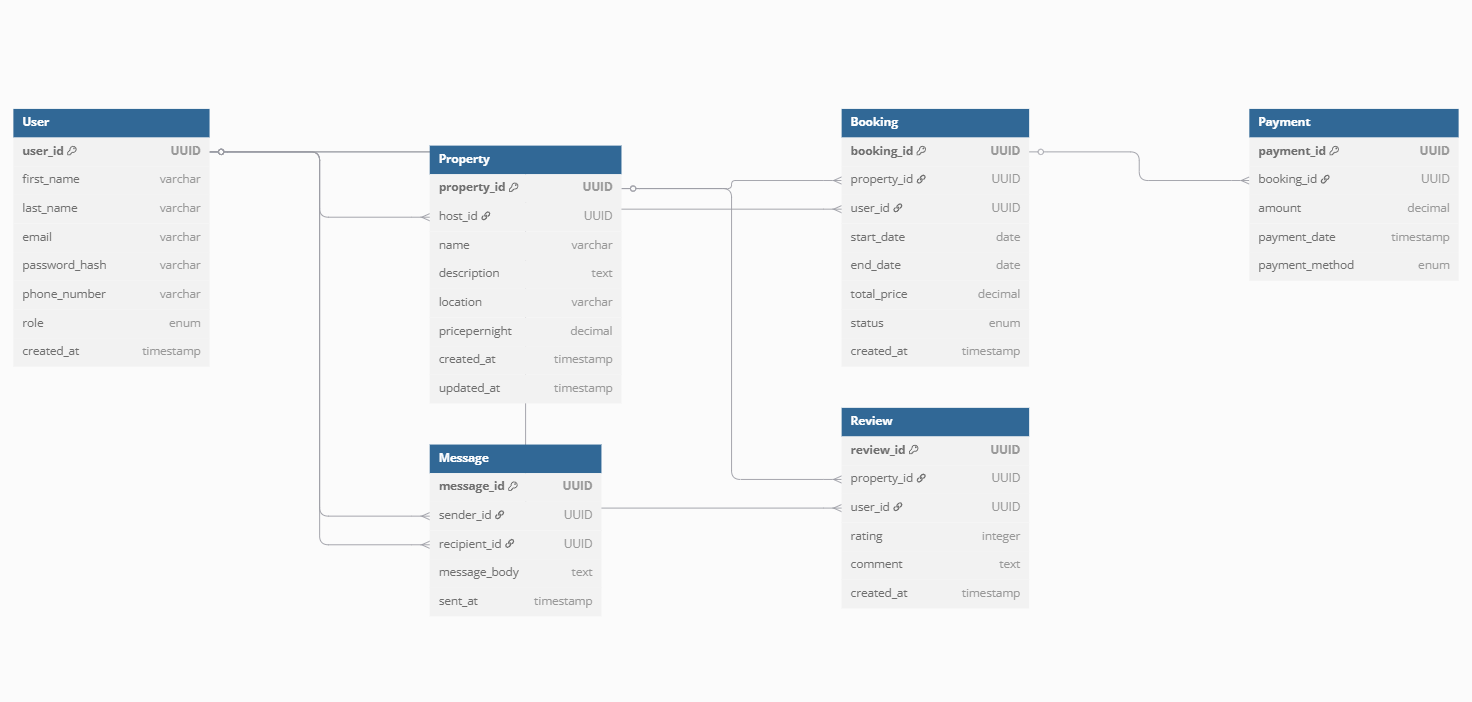 User
user_id UUID
first_name varchar
last_name varchar
email varchar
password_hash varchar
phone_number varchar
role enum
created_at timestamp
Property
property_id UUID
host_id UUID
name varchar
description text
location varchar
pricepernight decimal
created_at timestamp
updated_at timestamp
Message
message_id UUID
sender_id UUID
recipient_id UUID
message_body text
sent_at timestamp
Booking
booking_id UUID
property_id UUID
user_id UUID
start_date date
end_date date
total_price decimal
status enum
created_at timestamp
Review
review_id UUID
property_id UUID
user_id UUID
rating integer
comment text
created_at timestamp
Payment
payment_id UUID
booking_id UUID
amount decimal
payment_date timestamp
payment_method enum